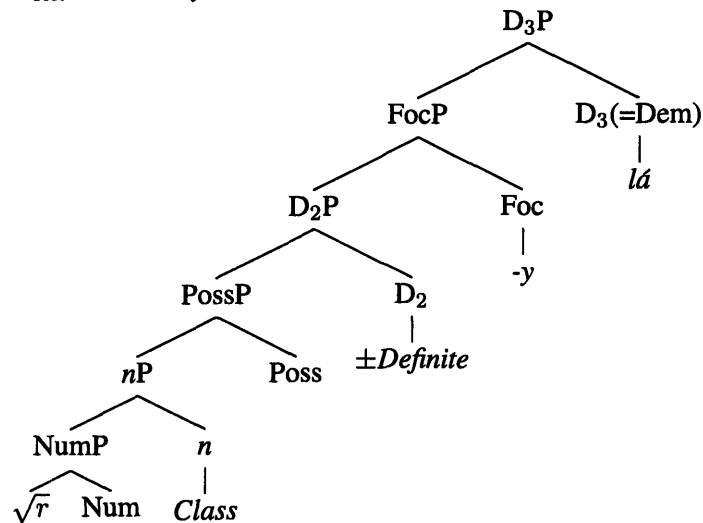 D₃P
FocP D₃(=Dem)
lá
D₂P Foc
-y
PossP D₂
nP Poss ±Definite
NumP n
√r Num Class